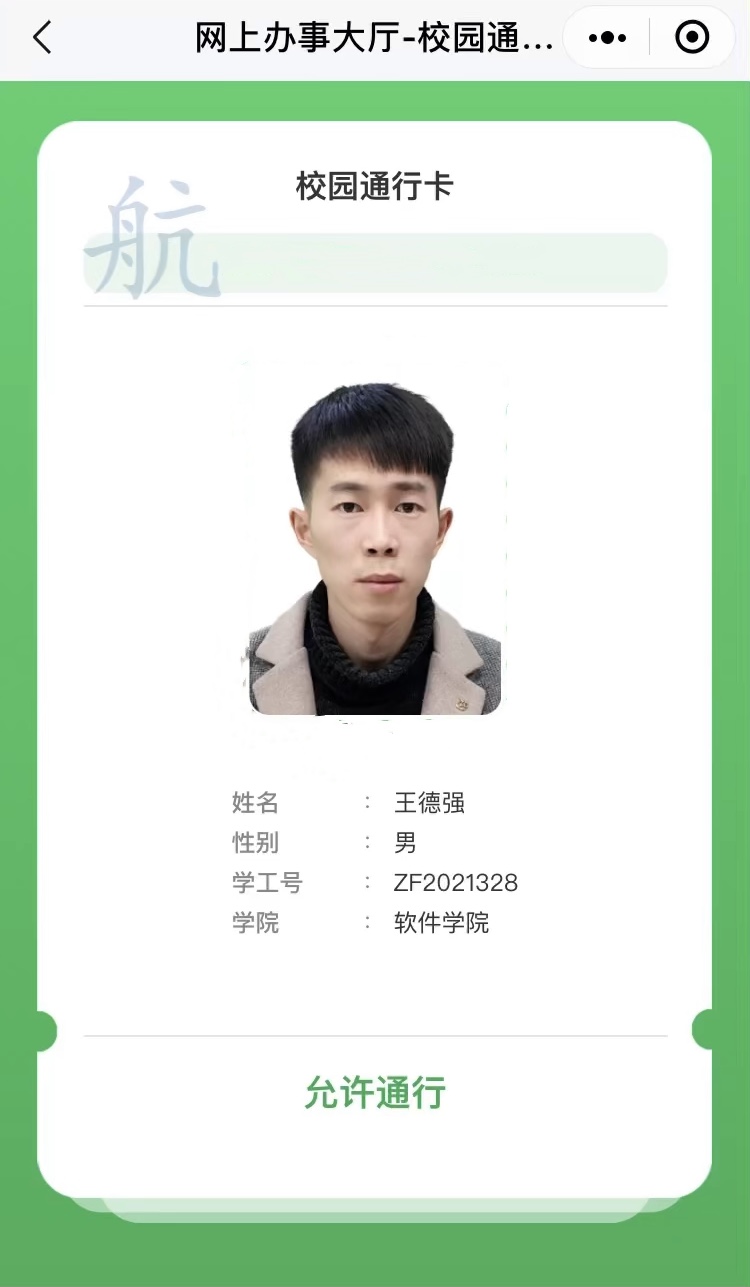 网上办事大厅-校园通...
校园通行卡
航
姓名 : 王德强
性别 : 男
学工号 : ZF2021328
学院 : 软件学院
允许通行